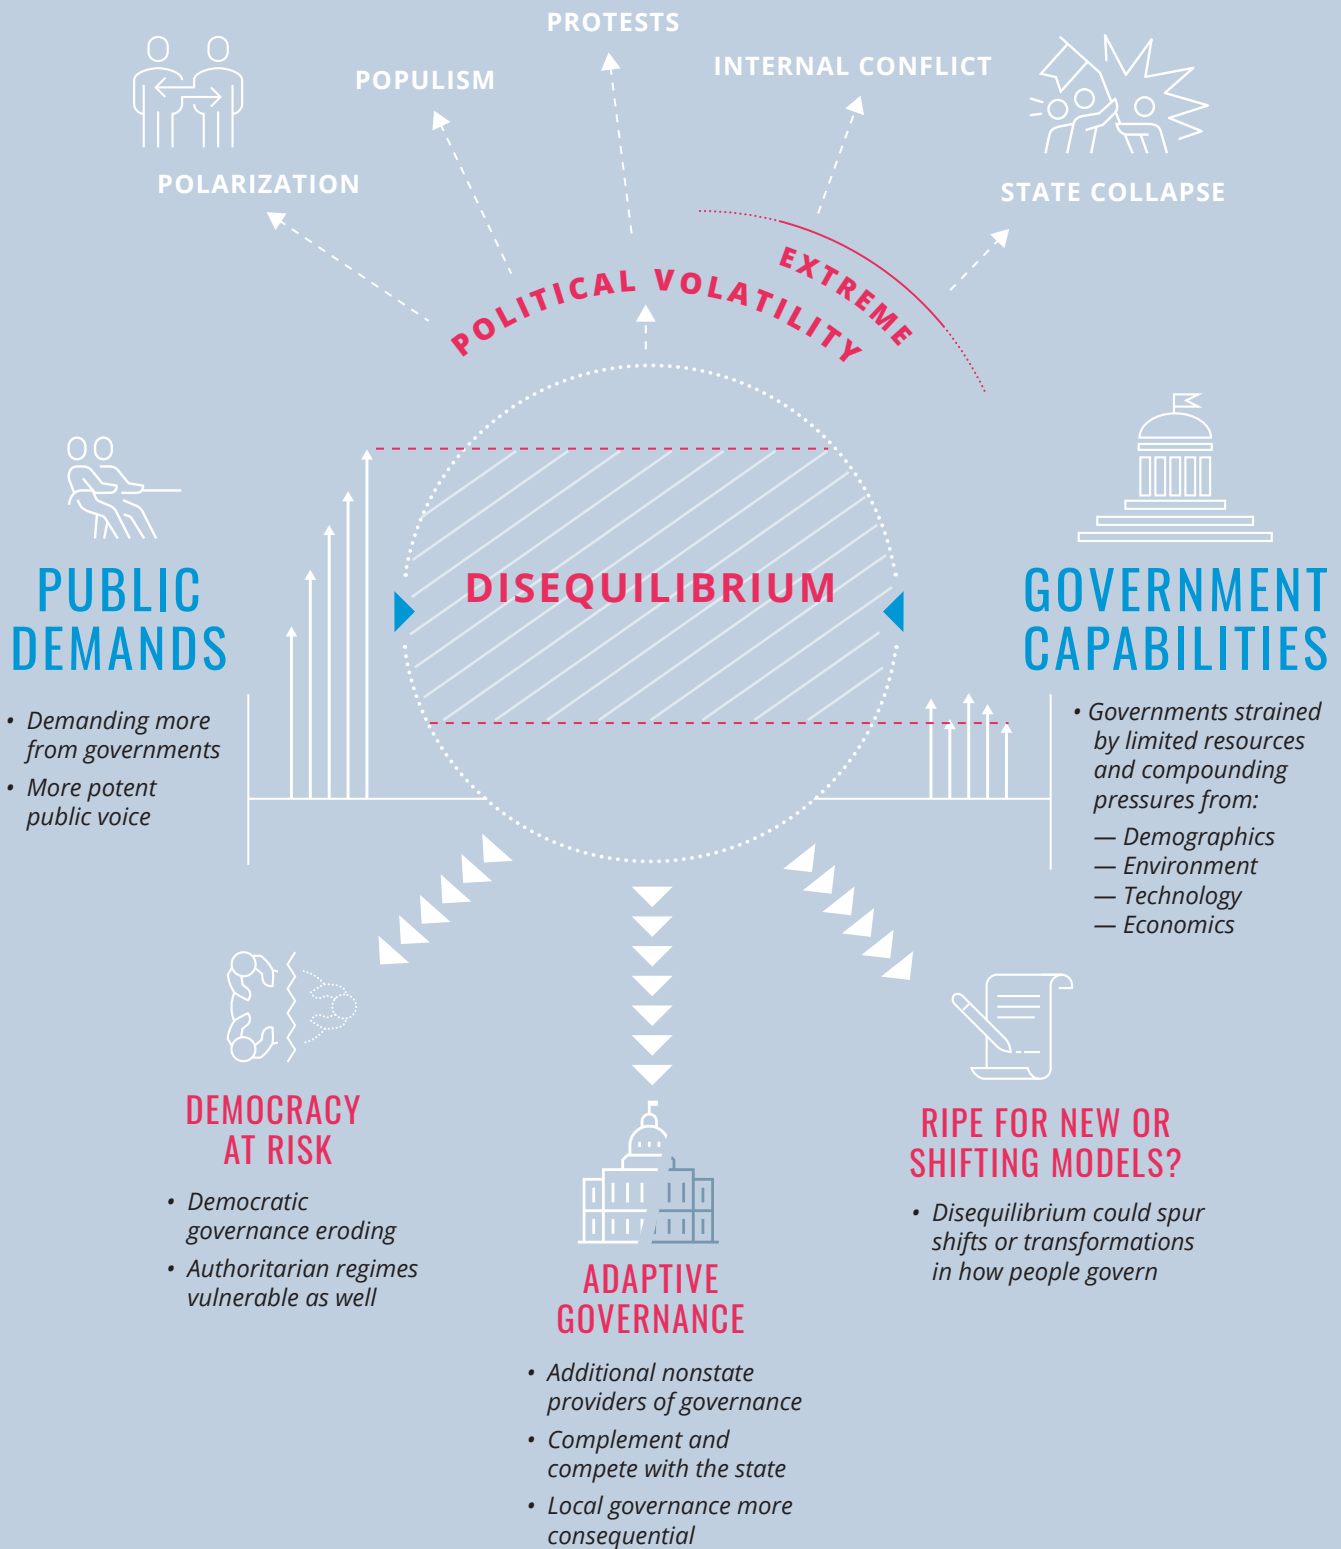 PROTESTS
POPULISM
INTERNAL CONFLICT
POLARIZATION
STATE COLLAPSE
POLITICAL VOLATILITY
EXTREME
DISEQUILIBRIUM
PUBLIC
DEMANDS
• Demanding more
from governments
• More potent
public voice
GOVERNMENT
CAPABILITIES
• Governments strained
by limited resources
and compounding
pressures from:
— Demographics
— Environment
— Technology
— Economics
DEMOCRACY
AT RISK
• Democratic
governance eroding
• Authoritarian regimes
vulnerable as well
ADAPTIVE
GOVERNANCE
• Additional nonstate
providers of governance
• Complement and
compete with the state
• Local governance more
consequential
RIPE FOR NEW OR
SHIFTING MODELS?
• Disequilibrium could spur
shifts or transformations
in how people govern